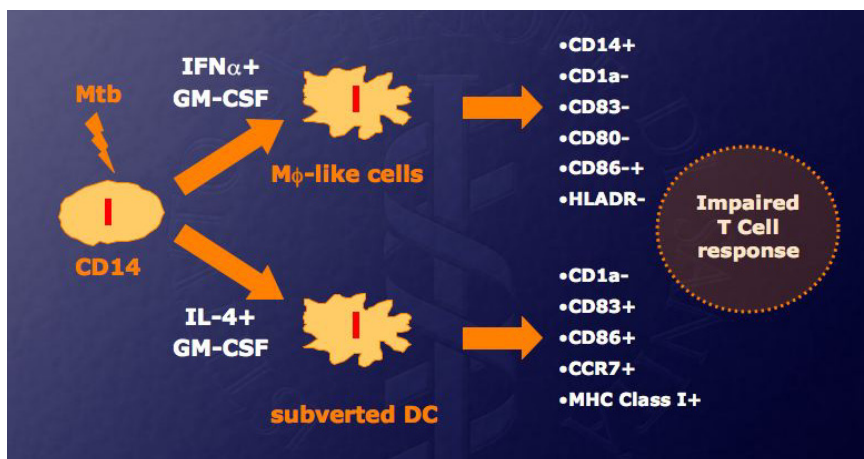 Mtb
CD14
IFNα+
GM-CSF
Mϕ-like cells
IL-4+
GM-CSF
subverted DC
•CD14+
•CD1a-
•CD83-
•CD80-
•CD86-+
•HLADR-
•CD1a-
•CD83+
•CD86+
•CCR7+
•MHC Class I+
Impaired
T Cell
response